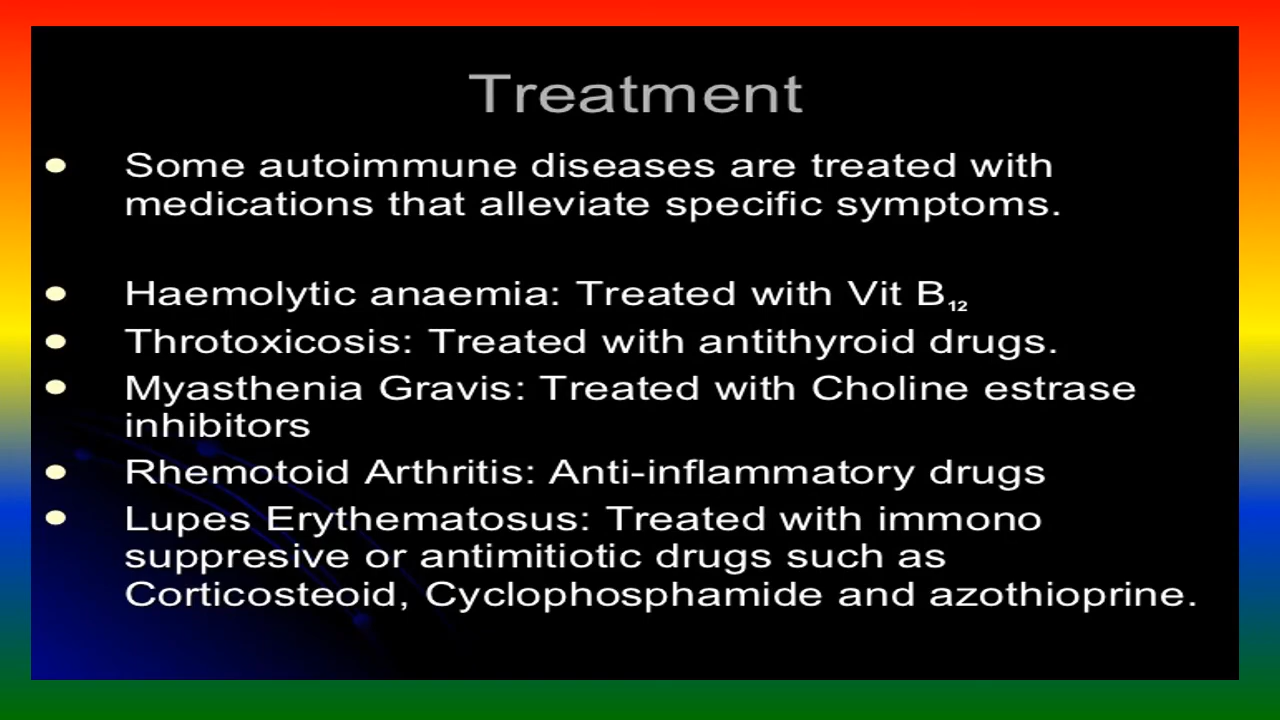 Treatment
● Some autoimmune diseases are treated with
medications that alleviate specific symptoms.
● Haemolytic anaemia: Treated with Vit B₁₂
● Throtoxicosis: Treated with antithyroid drugs.
● Myasthenia Gravis: Treated with Choline estrase
inhibitors
● Rhemotoid Arthritis: Anti-inflammatory drugs
● Lupes Erythematosus: Treated with immono
suppresive or antimitiotic drugs such as
Corticosteoid, Cyclophosphamide and azothioprine.